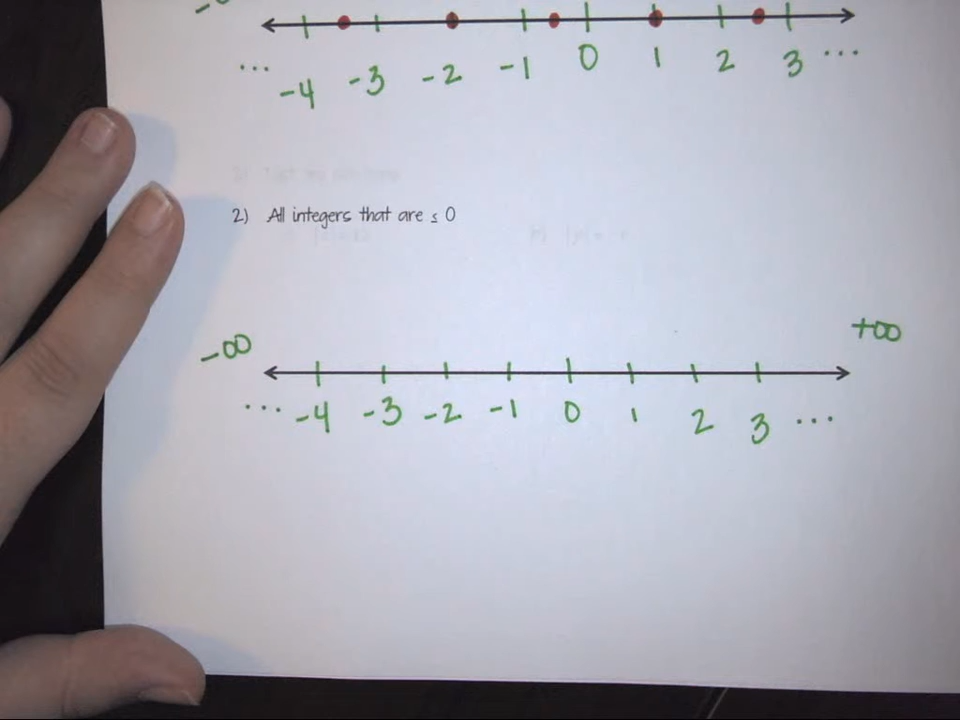 ... -4 -3 -2 -1 0 1 2 3 ...
2) All integers that are ≤ 0
-∞ +∞
... -4 -3 -2 -1 0 1 2 3 ...